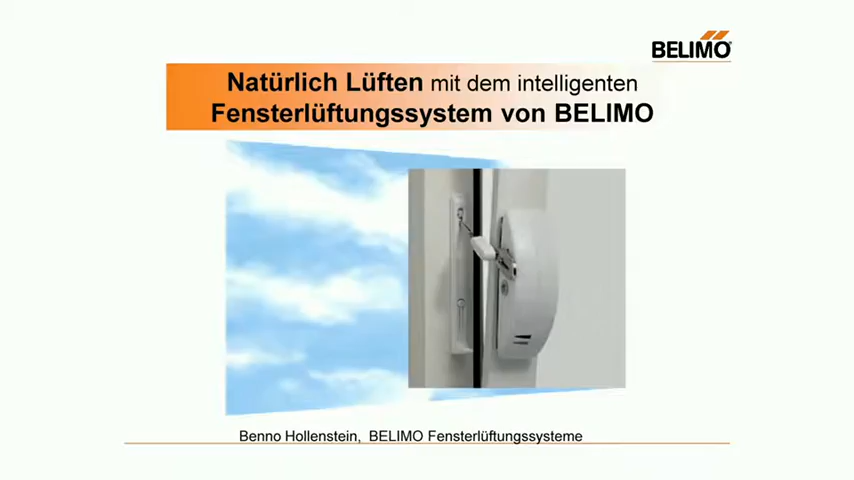 BELIMO
Natürlich Lüften mit dem intelligenten
Fensterlüftungssystem von BELIMO
Benno Hollenstein, BELIMO Fensterlüftungssysteme